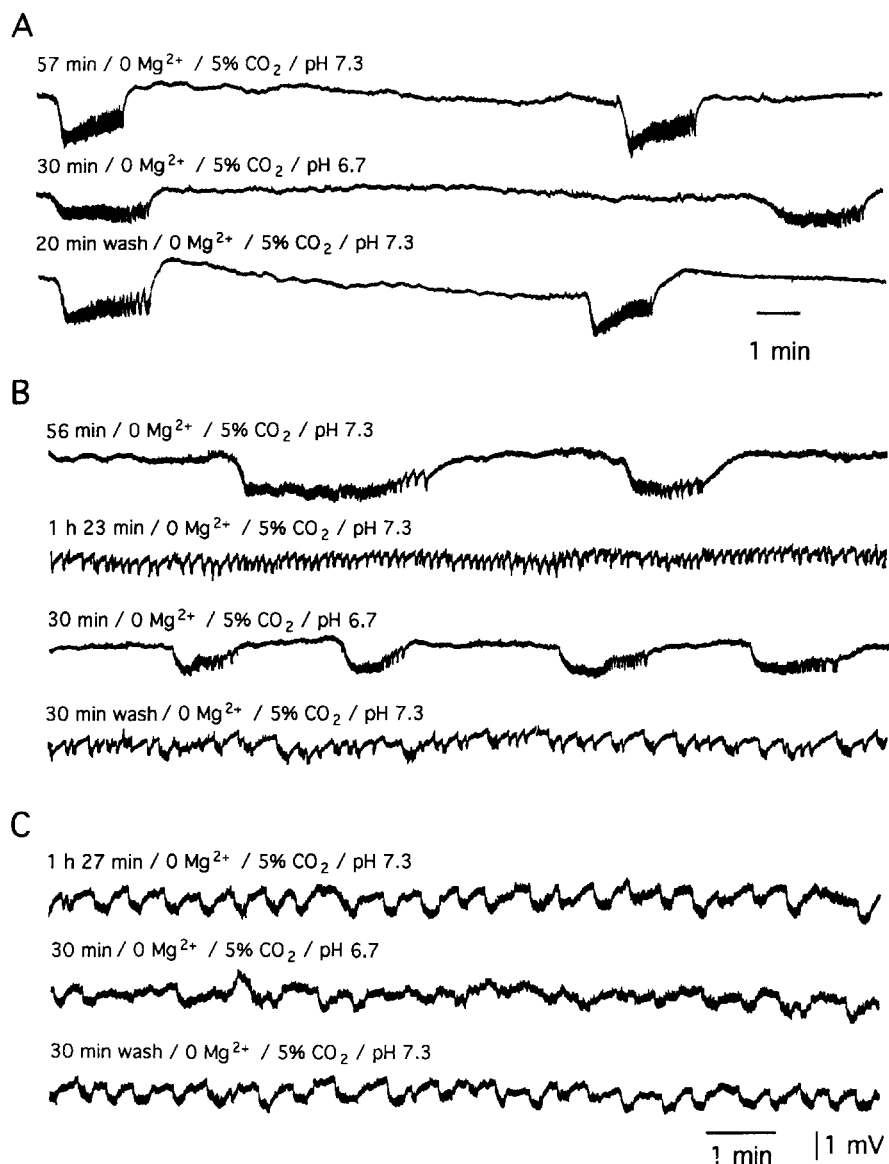 A
57 min / 0 Mg²⁺ / 5% CO₂ / pH 7.3
30 min / 0 Mg²⁺ / 5% CO₂ / pH 6.7
20 min wash / 0 Mg²⁺ / 5% CO₂ / pH 7.3
1 min
B
56 min / 0 Mg²⁺ / 5% CO₂ / pH 7.3
1 h 23 min / 0 Mg²⁺ / 5% CO₂ / pH 7.3
30 min / 0 Mg²⁺ / 5% CO₂ / pH 6.7
30 min wash / 0 Mg²⁺ / 5% CO₂ / pH 7.3
C
1 h 27 min / 0 Mg²⁺ / 5% CO₂ / pH 7.3
30 min / 0 Mg²⁺ / 5% CO₂ / pH 6.7
30 min wash / 0 Mg²⁺ / 5% CO₂ / pH 7.3
1 min
1 mV